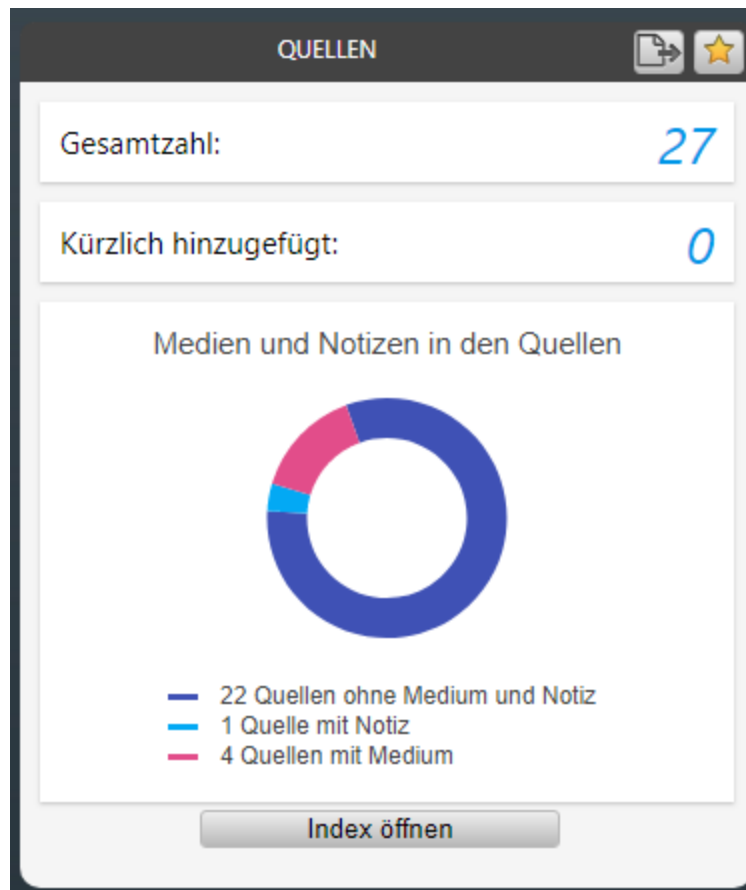 QUELLEN
Gesamtzahl: 27
Kürzlich hinzugefügt: 0
Medien und Notizen in den Quellen
22 Quellen ohne Medium und Notiz
1 Quelle mit Notiz
4 Quellen mit Medium
Index öffnen